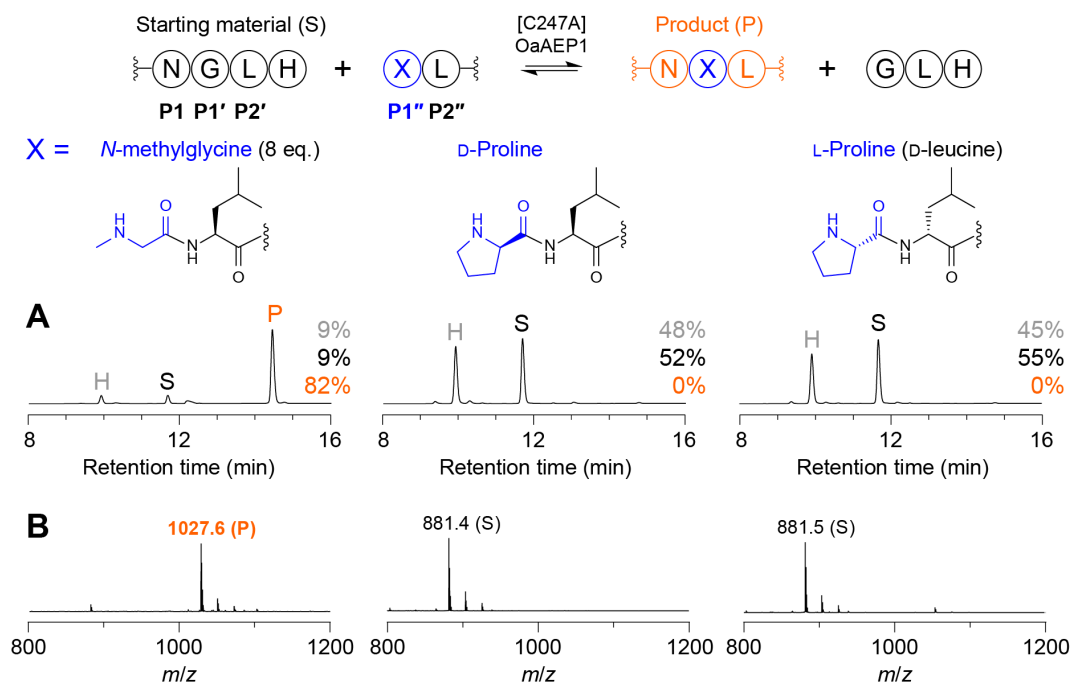 Starting material (S)
[C247A]
OaAEP1
Product (P)
N G L H + X L N X L + G L H
P1 P1′ P2′ P1″ P2″
X = N-methylglycine (8 eq.) D-Proline L-Proline (D-leucine)
H
N
O
N
H
O
H
N
O
N
H
O
H
N
O
N
H
O
A
H S P 9%
9%
82%
H S 48%
52%
0%
H S 45%
55%
0%
8 12 16 8 12 16 8 12 16
Retention time (min) Retention time (min) Retention time (min)
B
1027.6 (P) 881.4 (S) 881.5 (S)
800 1000 1200 800 1000 1200 800 1000 1200
m/z m/z m/z